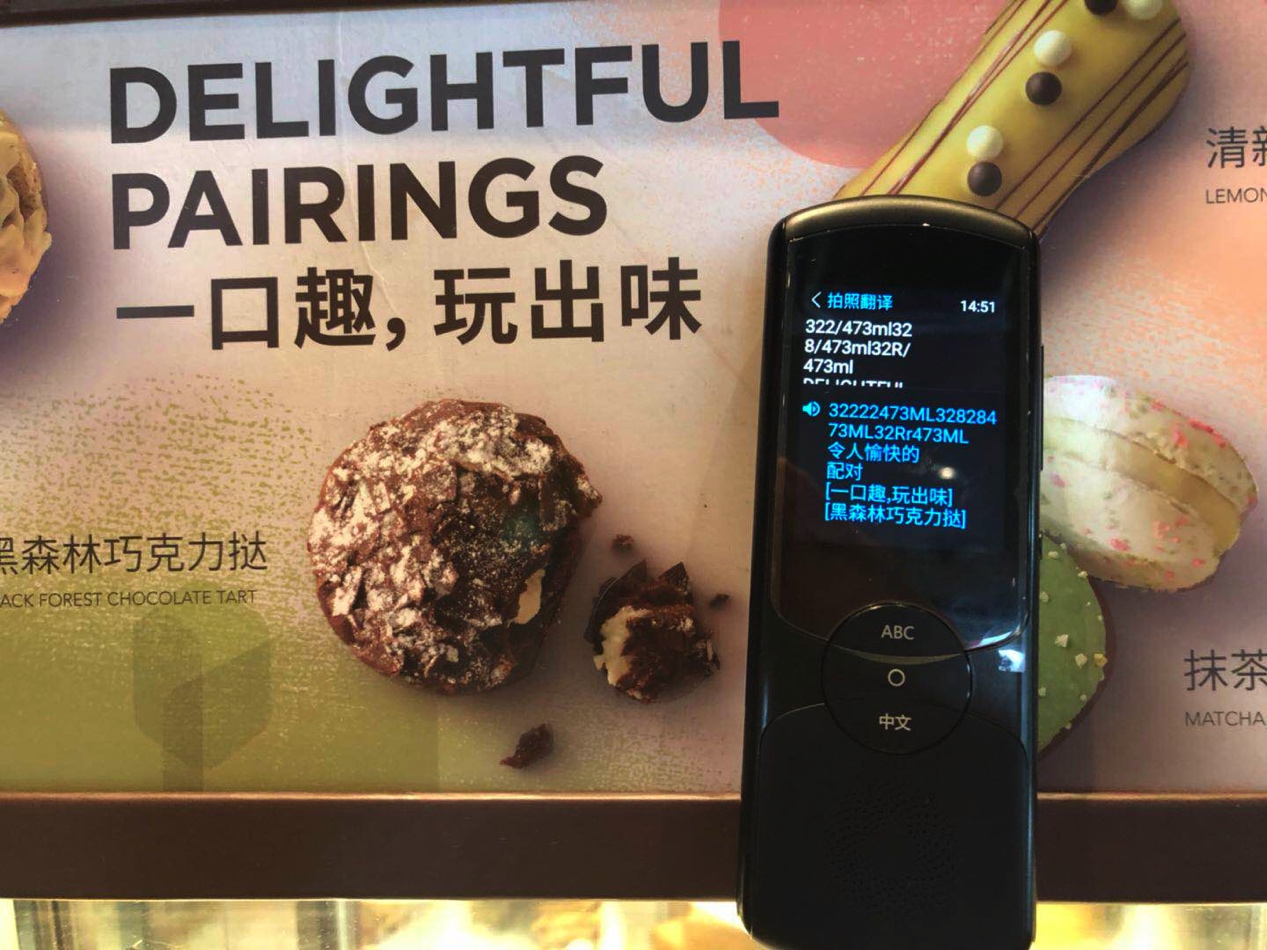 DELIGHTFUL
PAIRINGS
一口趣，玩出味
黑森林巧克力挞
ACK FOREST CHOCOLATE TART
清新
LEMON
抹茶
MATCHA
拍照翻译
14:51
322/473ml32
8/473ml32R/
473ml
DELIGHTFUL
32222473ML328284
73ML32Rr473ML
令人愉快的
配对
[一口趣,玩出味]
[黑森林巧克力挞]
ABC
中文